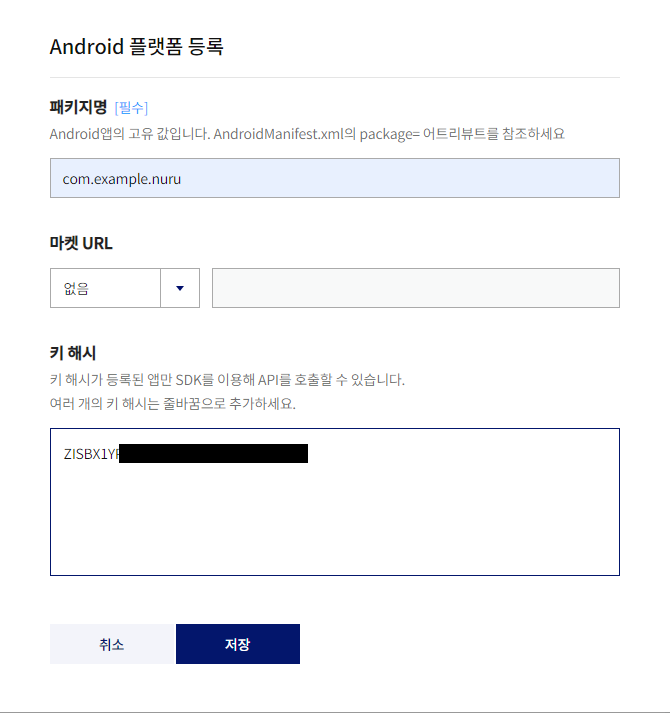 Android 플랫폼 등록
패키지명 [필수]
Android앱의 고유 값입니다. AndroidManifest.xml의 package= 어트리뷰트를 참조하세요
com.example.nuru
마켓 URL
없음
키 해시
키 해시가 등록된 앱만 SDK를 이용해 API를 호출할 수 있습니다.
여러 개의 키 해시는 줄바꿈으로 추가하세요.
ZISBX1Y
취소 저장